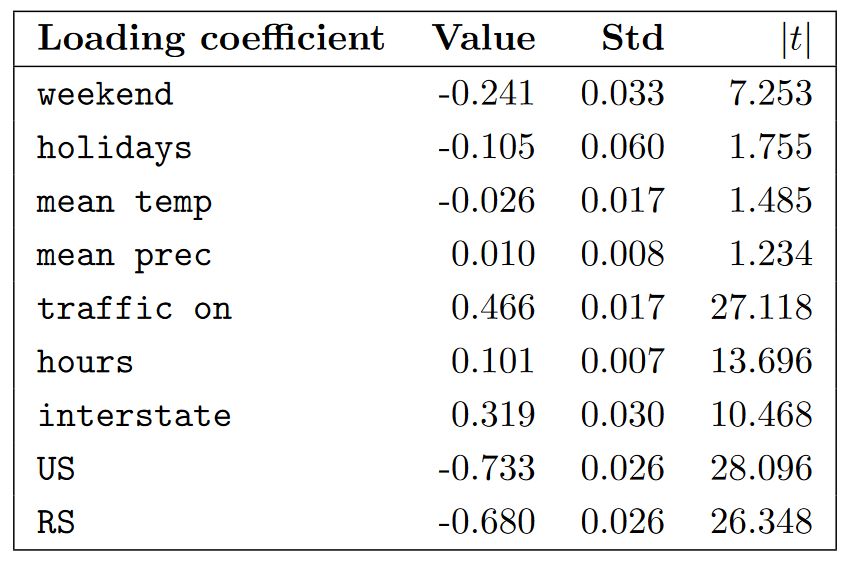 Loading coefficient Value Std |t|
weekend -0.241 0.033 7.253
holidays -0.105 0.060 1.755
mean temp -0.026 0.017 1.485
mean prec 0.010 0.008 1.234
traffic on 0.466 0.017 27.118
hours 0.101 0.007 13.696
interstate 0.319 0.030 10.468
US -0.733 0.026 28.096
RS -0.680 0.026 26.348